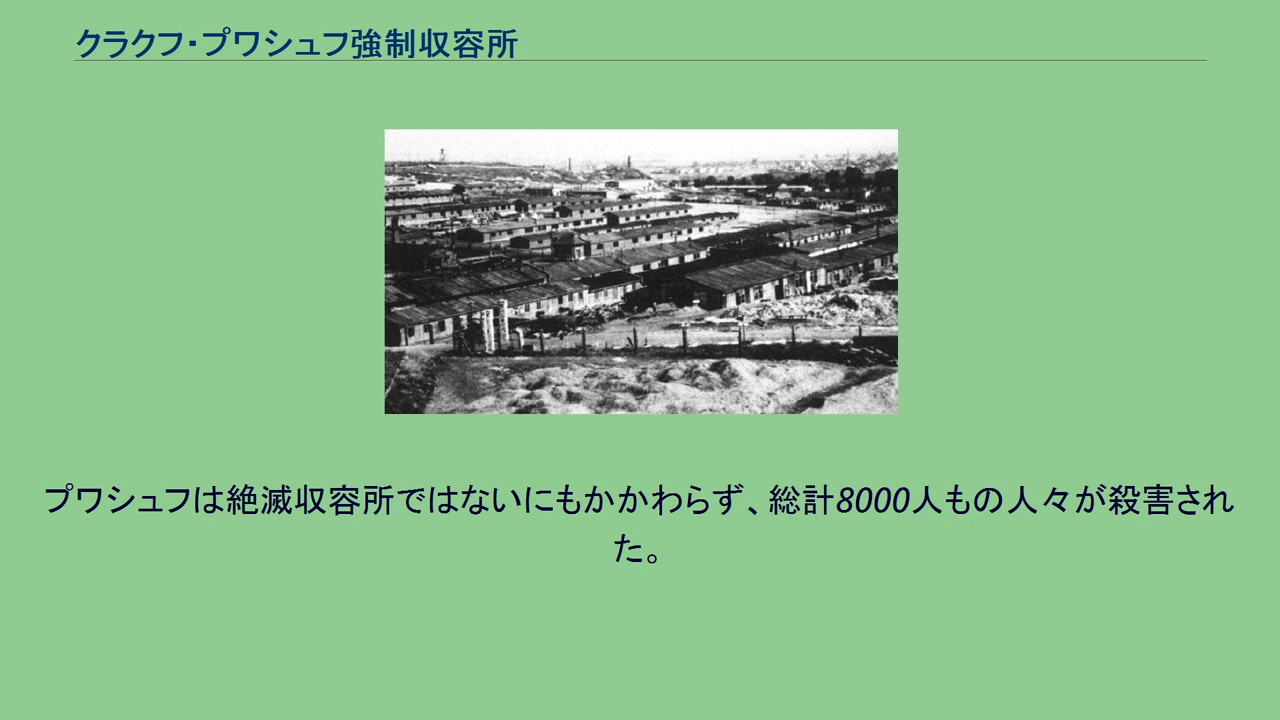 クラクフ・プワシュフ強制収容所
プワシュフは絶滅収容所ではないにもかかわらず、総計8000人もの人々が殺害され
た。